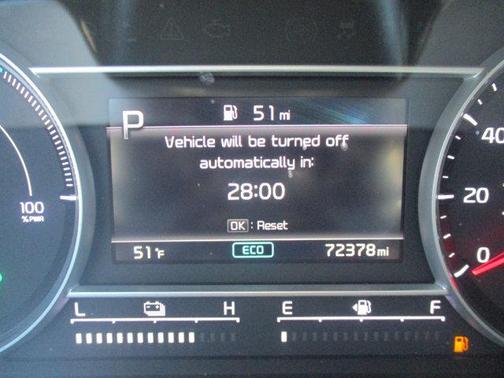 51 mi
P
Vehicle will be turned off
automatically in:
28:00
OK : Reset
51°F ECO 72378 mi
100
% PWR
40
20
0
L H E F